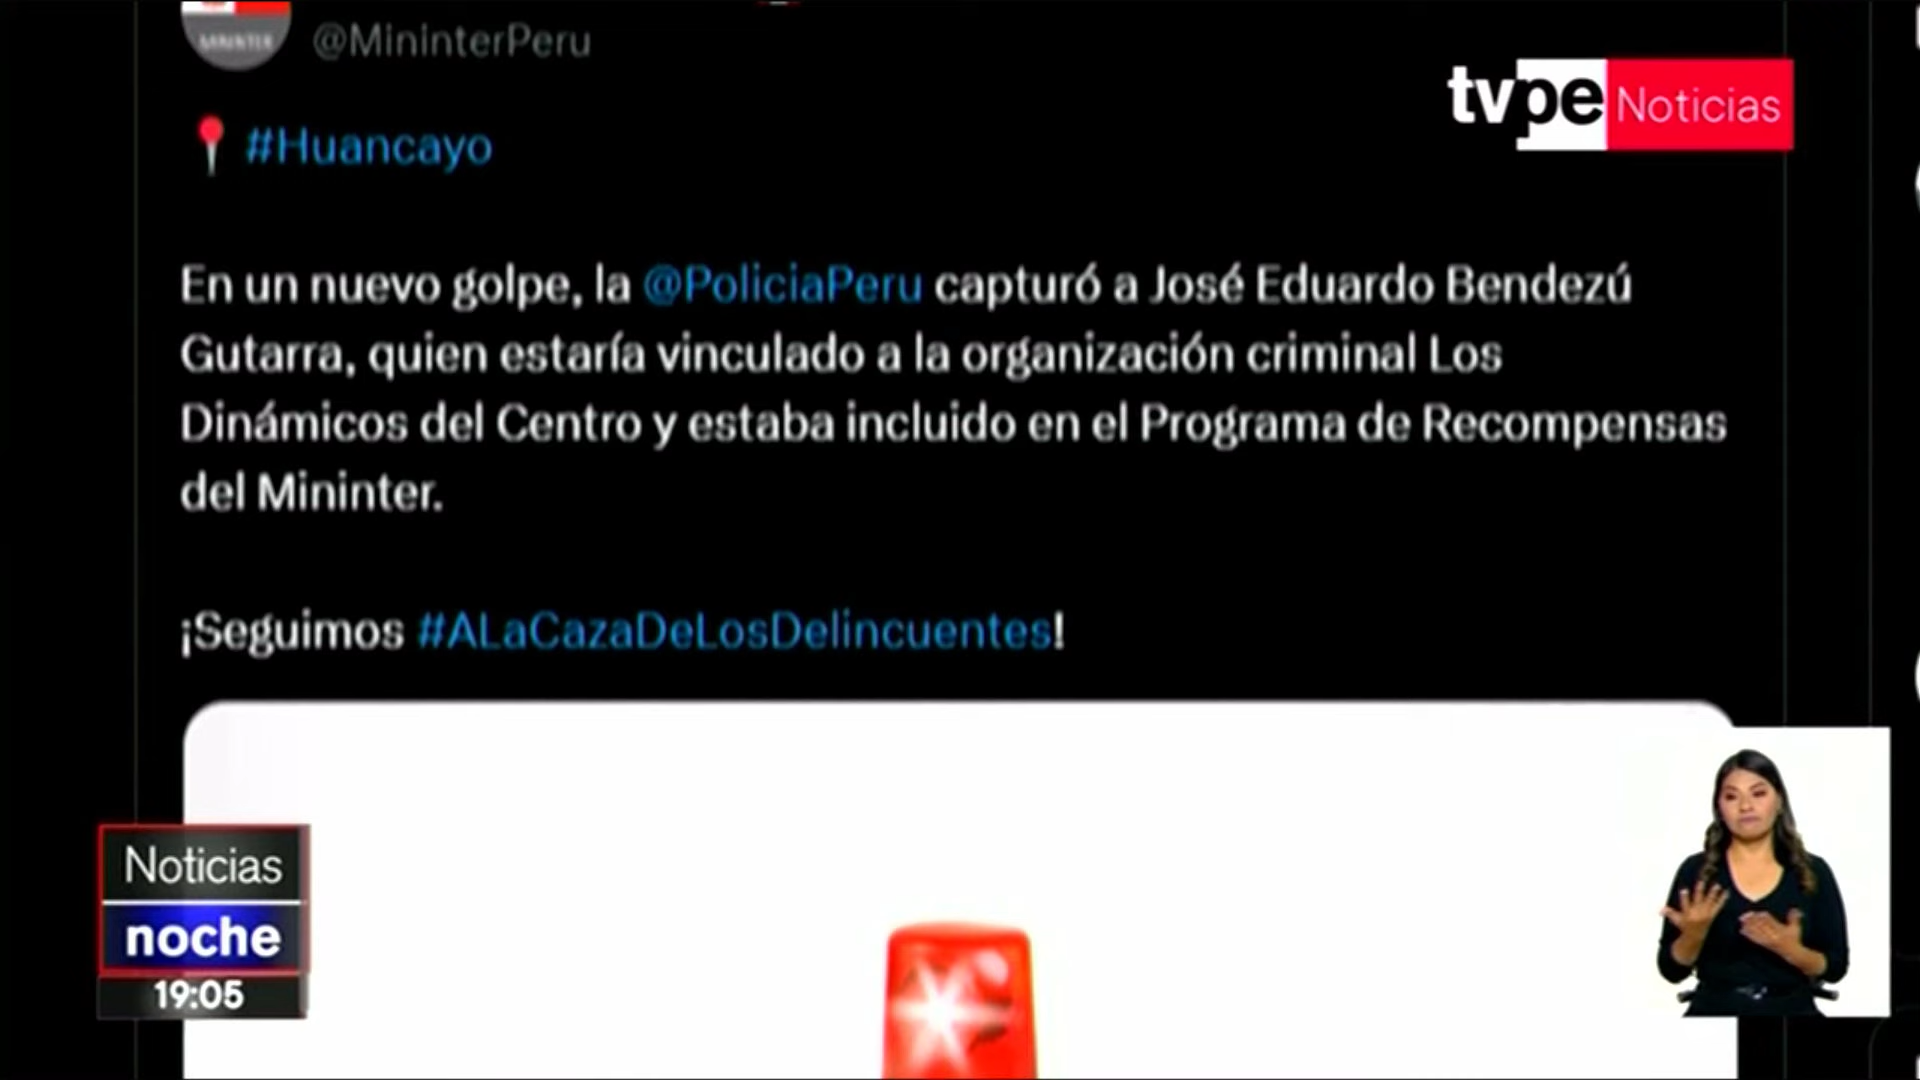 MININTER
@MininterPeru
tvpe Noticias
#Huancayo
En un nuevo golpe, la @PoliciaPeru capturó a José Eduardo Bendezú
Gutarra, quien estaría vinculado a la organización criminal Los
Dinámicos del Centro y estaba incluido en el Programa de Recompensas
del Mininter.
¡Seguimos #ALaCazaDeLosDelincuentes!
Noticias
noche
19:05